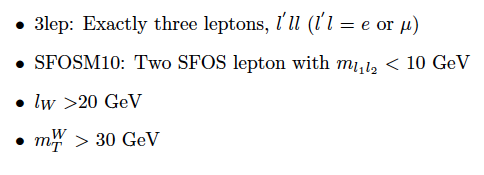 • 3lep: Exactly three leptons, l′ll (l′l = e or μ)
• SFOSM10: Two SFOS lepton with m_{l₁l₂} < 10 GeV
• l_W >20 GeV
• m_T^W > 30 GeV